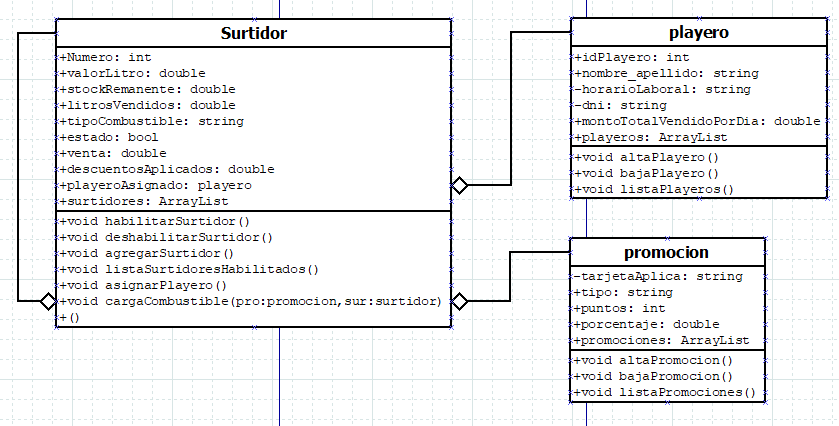 Surtidor
+Numero: int
+valorLitro: double
+stockRemanente: double
+litrosVendidos: double
+tipoCombustible: string
+estado: bool
+venta: double
+descuentosAplicados: double
+playeroAsignado: playero
+surtidores: ArrayList
+void habilitarSurtidor()
+void deshabilitarSurtidor()
+void agregarSurtidor()
+void listaSurtidoresHabilitados()
+void asignarPlayero()
+void cargaCombustible(pro:promocion,sur:surtidor)
+()
playero
+idPlayero: int
+nombre_apellido: string
-horarioLaboral: string
-dni: string
+montoTotalVendidoPorDia: double
+playeros: ArrayList
+void altaPlayero()
+void bajaPlayero()
+void listaPlayeros()
promocion
-tarjetaAplica: string
+tipo: string
+puntos: int
+porcentaje: double
+promociones: ArrayList
+void altaPromocion()
+void bajaPromocion()
+void listaPromociones()